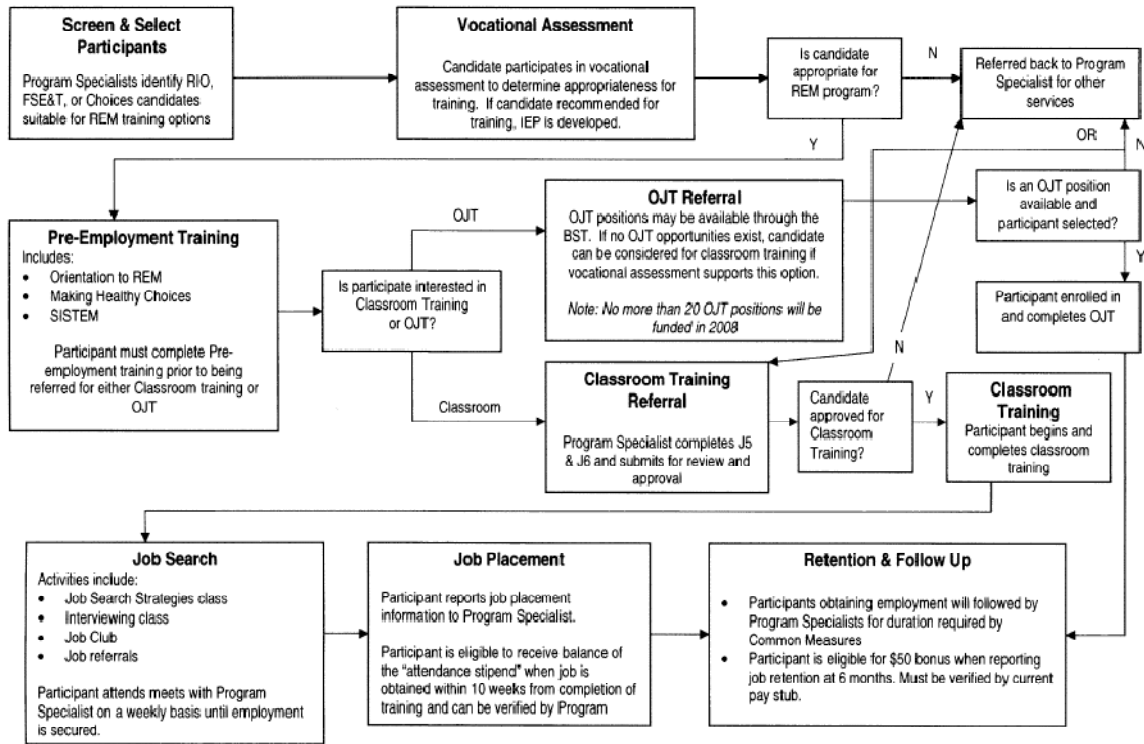 Screen & Select
Participants
Program Specialists identify RIO,
FSE&T, or Choices candidates
suitable for REM training options
Vocational Assessment
Candidate participates in vocational
assessment to determine appropriateness for
training. If candidate recommended for
training, IEP is developed.
Is candidate
appropriate for
REM program?
N
Referred back to Program
Specialist for other
services
Y
OR
N
Pre-Employment Training
Includes:
• Orientation to REM
• Making Healthy Choices
• SISTEM
Participant must complete Pre-
employment training prior to being
referred for either Classroom training or
OJT
Is participate interested in
Classroom Training
or OJT?
OJT
OJT Referral
OJT positions may be available through the
BST. If no OJT opportunities exist, candidate
can be considered for classroom training if
vocational assessment supports this option.
Note: No more than 20 OJT positions will be
funded in 2008
Is an OJT position
available and
participant selected?
Y
Participant enrolled in
and completes OJT
Classroom
Classroom Training
Referral
Program Specialist completes J5
& J6 and submits for review and
approval
N
Candidate
approved for
Classroom
Training?
Y
Classroom
Training
Participant begins and
completes classroom
training
Job Search
Activities include:
• Job Search Strategies class
• Interviewing class
• Job Club
• Job referrals
Participant attends meets with Program
Specialist on a weekly basis until employment
is secured.
Job Placement
Participant reports job placement
information to Program Specialist.
Participant is eligible to receive balance of
the "attendance stipend" when job is
obtained within 10 weeks from completion of
training and can be verified by Program
Retention & Follow Up
• Participants obtaining employment will followed by
Program Specialists for duration required by
Common Measures
• Participant is eligible for $50 bonus when reporting
job retention at 6 months. Must be verified by current
pay stub.